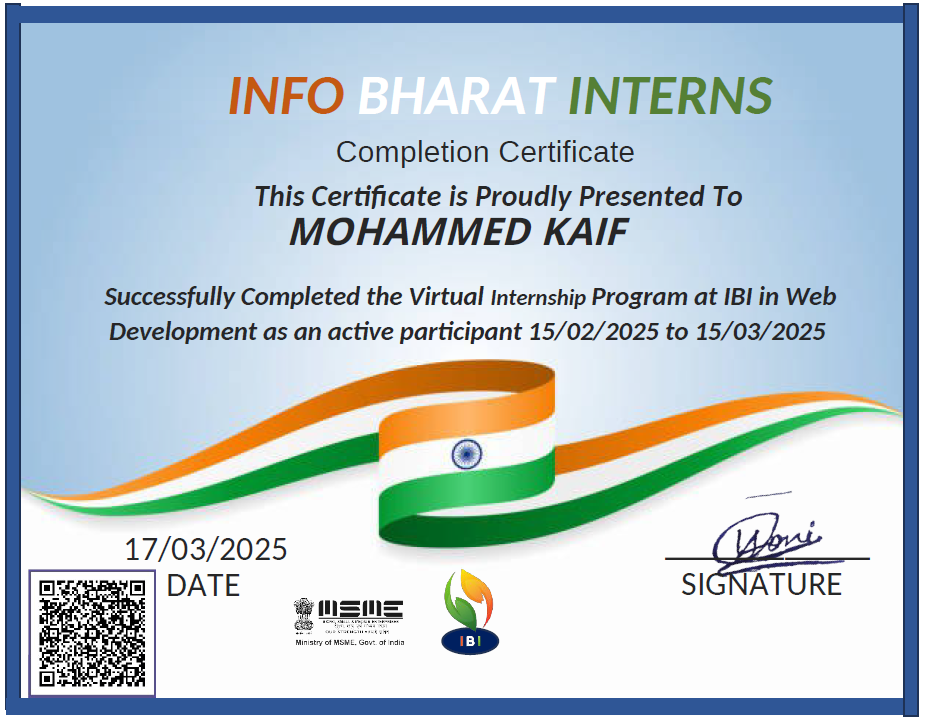 INFO BHARAT INTERNS
Completion Certificate
This Certificate is Proudly Presented To
MOHAMMED KAIF
Successfully Completed the Virtual Internship Program at IBI in Web
Development as an active participant 15/02/2025 to 15/03/2025
17/03/2025
DATE
SIGNATURE
MSME
Ministry of MSME, Govt. of India
IBI